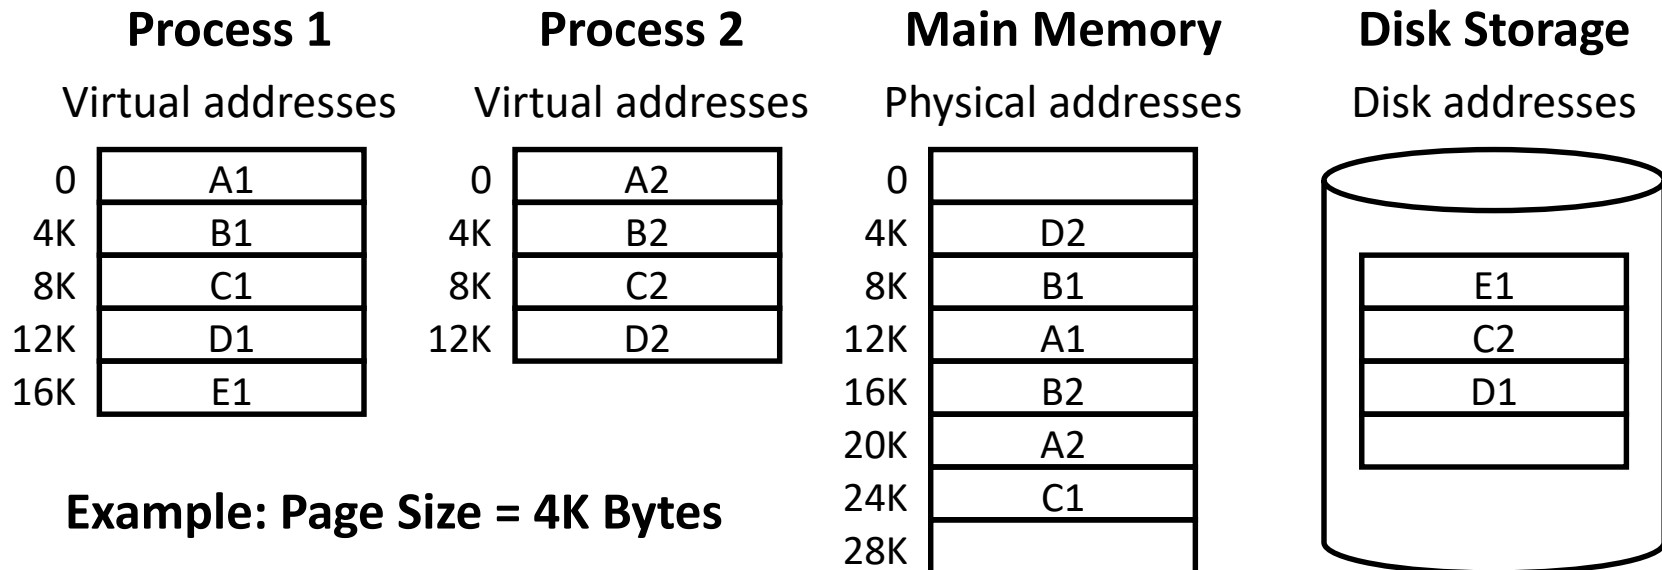 Process 1 Process 2 Main Memory Disk Storage
Virtual addresses Virtual addresses Physical addresses Disk addresses
0 A1 0 A2 0
4K B1 4K B2 4K D2
8K C1 8K C2 8K B1 E1
12K D1 12K D2 12K A1 C2
16K E1 16K B2 D1
20K A2
24K C1
Example: Page Size = 4K Bytes
28K